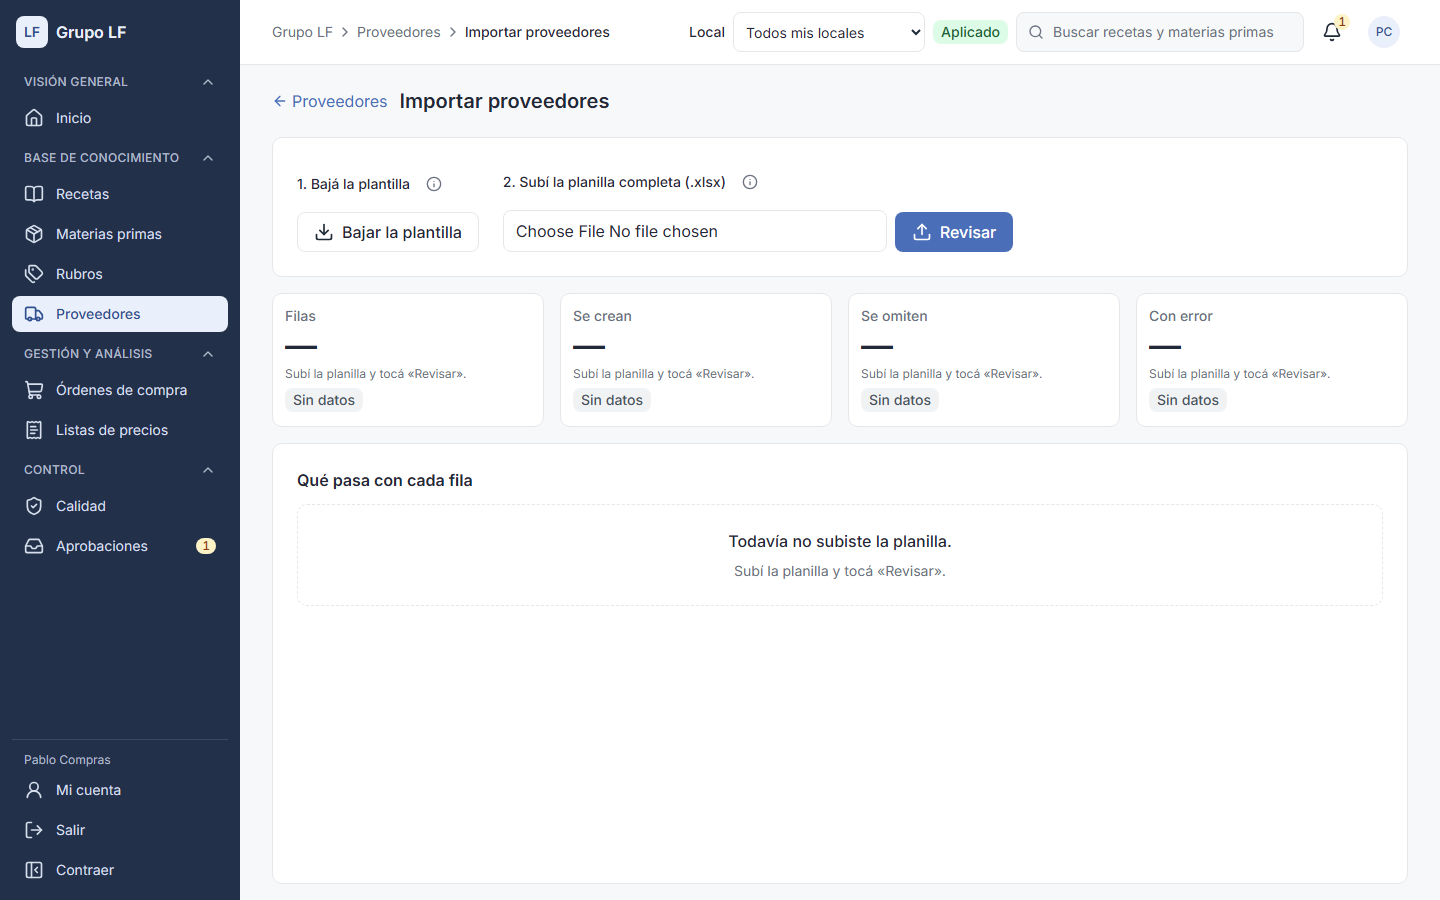 LF Grupo LF
VISIÓN GENERAL
Inicio
BASE DE CONOCIMIENTO
Recetas
Materias primas
Rubros
Proveedores
GESTIÓN Y ANÁLISIS
Órdenes de compra
Listas de precios
CONTROL
Calidad
Aprobaciones 1
Pablo Compras
Mi cuenta
Salir
Contraer
Grupo LF > Proveedores > Importar proveedores
Local Todos mis locales Aplicado Buscar recetas y materias primas 1 PC
← Proveedores Importar proveedores
1. Bajá la plantilla
2. Subí la planilla completa (.xlsx)
Bajar la plantilla
Choose File No file chosen
Revisar
Filas
—
Subí la planilla y tocá «Revisar».
Sin datos
Se crean
—
Subí la planilla y tocá «Revisar».
Sin datos
Se omiten
—
Subí la planilla y tocá «Revisar».
Sin datos
Con error
—
Subí la planilla y tocá «Revisar».
Sin datos
Qué pasa con cada fila
Todavía no subiste la planilla.
Subí la planilla y tocá «Revisar».